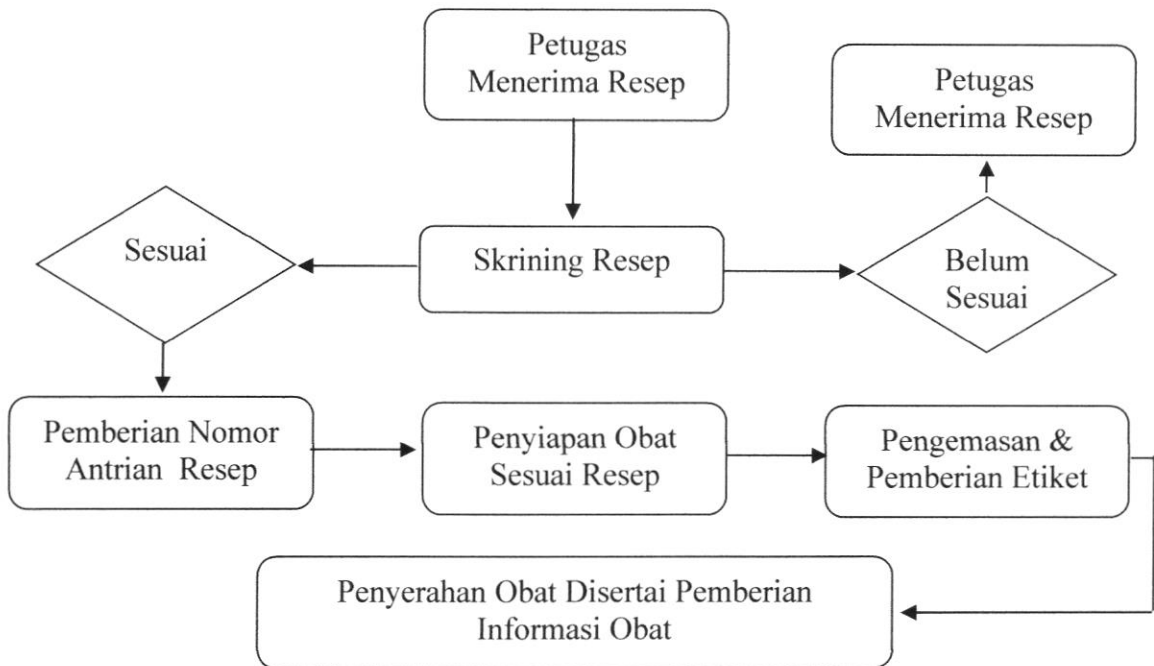 Petugas
Menerima Resep
Petugas
Menerima Resep
Sesuai
Skrining Resep
Belum
Sesuai
Pemberian Nomor
Antrian Resep
Penyiapan Obat
Sesuai Resep
Pengemasan &
Pemberian Etiket
Penyerahan Obat Disertai Pemberian
Informasi Obat